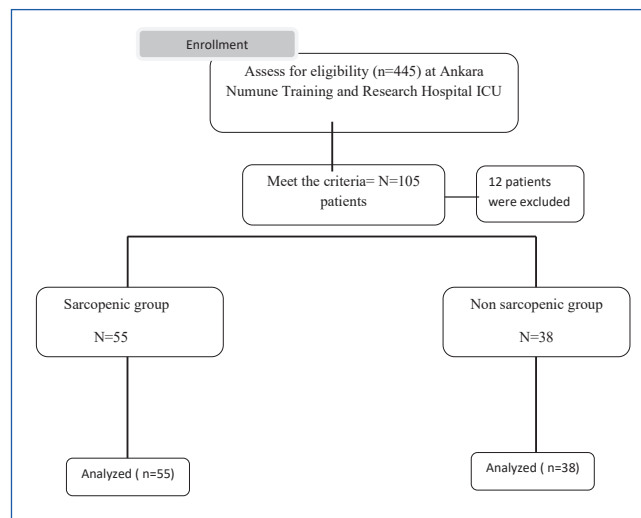 Enrollment
Assess for eligibility (n=445) at Ankara
Numune Training and Research Hospital ICU
Meet the criteria= N=105
patients
12 patients
were excluded
Sarcopenic group
N=55
Non sarcopenic group
N=38
Analyzed ( n=55)
Analyzed ( n=38)